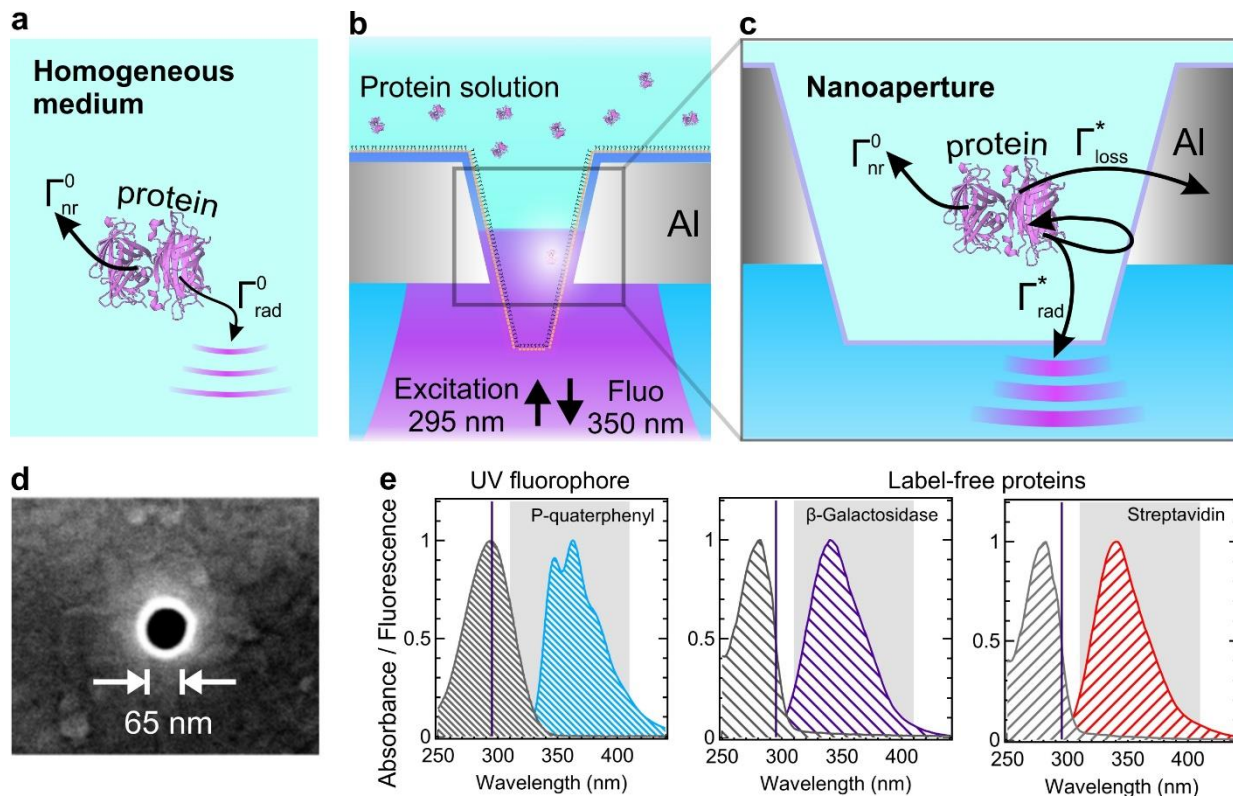 a
Homogeneous
medium
Γ⁰nr
protein
Γ⁰rad
b
Protein solution
Al
Excitation
295 nm
Fluo
350 nm
c
Nanoaperture
Γ⁰nr
protein
Γ*loss
Al
Γ*rad
d
65 nm
e
UV fluorophore
Label-free proteins
Absorbance / Fluorescence
P-quaterphenyl
1
0.5
0
250 300 350 400
Wavelength (nm)
β-Galactosidase
1
0.5
0
250 300 350 400
Wavelength (nm)
Streptavidin
1
0.5
0
250 300 350 400
Wavelength (nm)